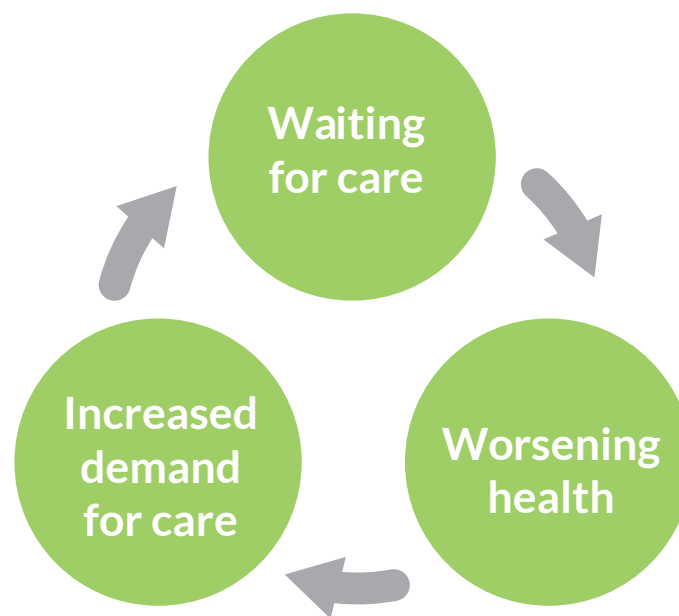 Waiting
for care
Worsening
health
Increased
demand
for care